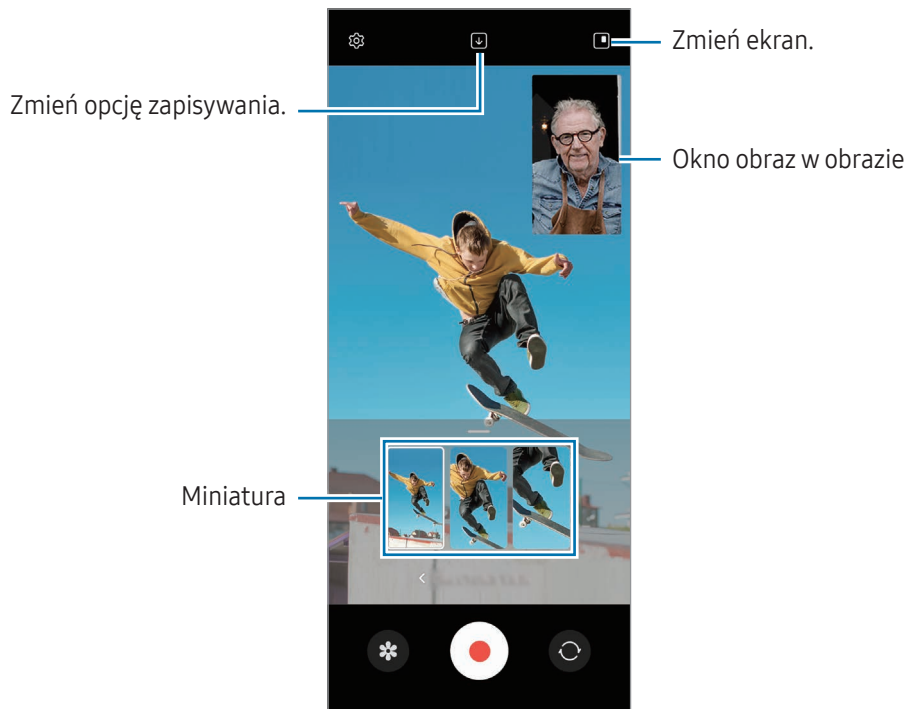 Zmień ekran.
Zmień opcję zapisywania.
Okno obraz w obrazie
Miniatura